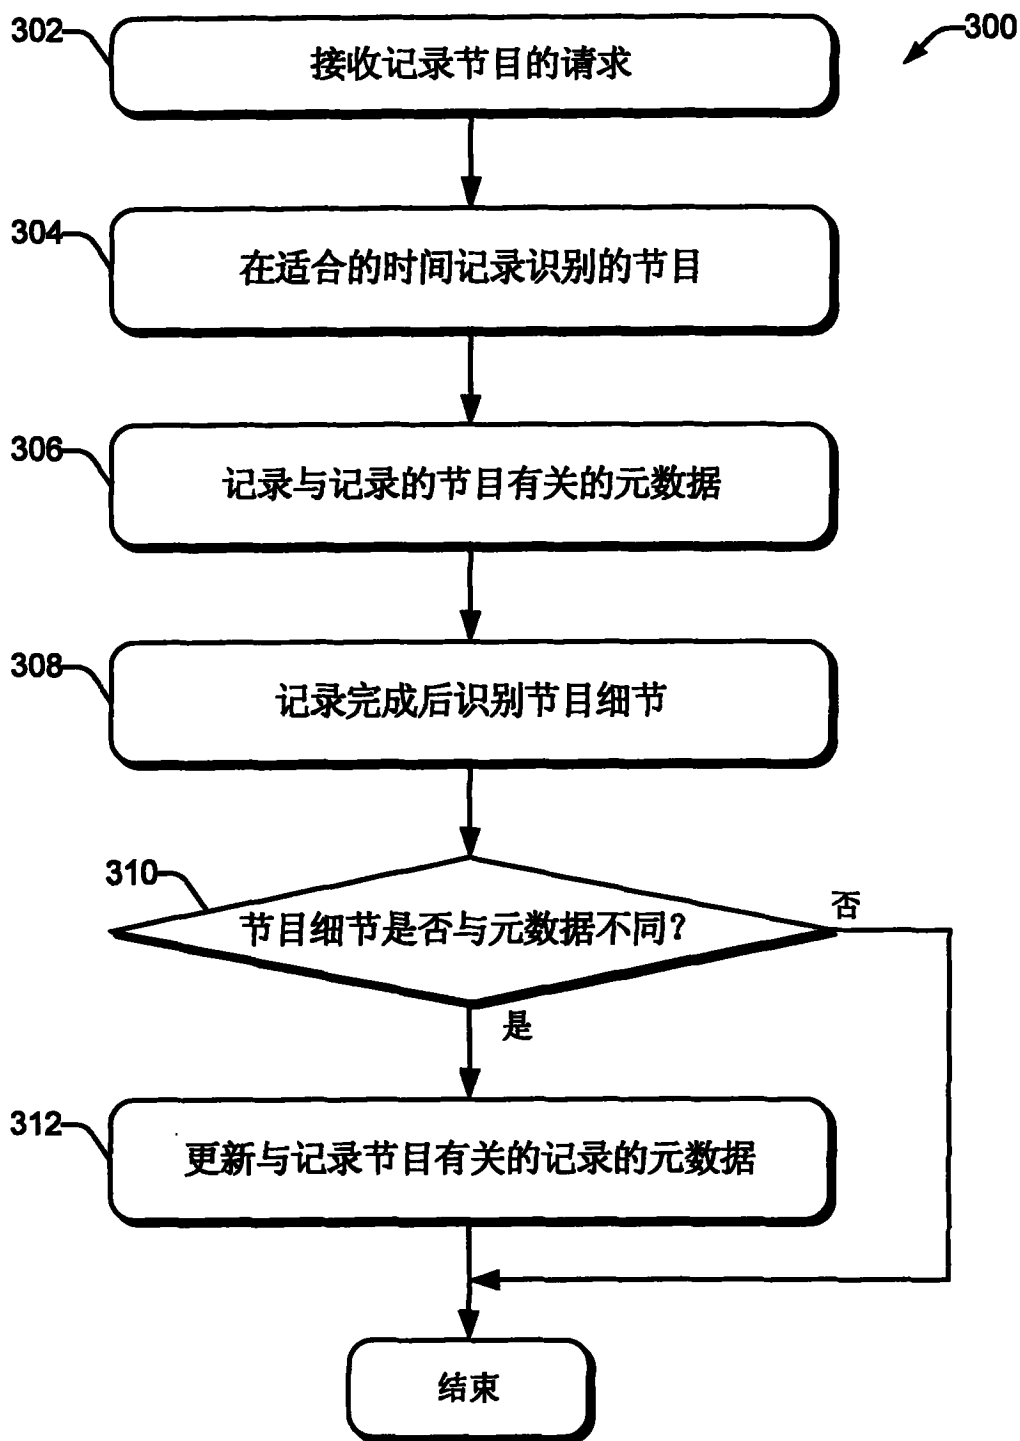 300
302
接收记录节目的请求
304
在适合的时间记录识别的节目
306
记录与记录的节目有关的元数据
308
记录完成后识别节目细节
310
节目细节是否与元数据不同？
否
是
312
更新与记录节目有关的记录的元数据
结束